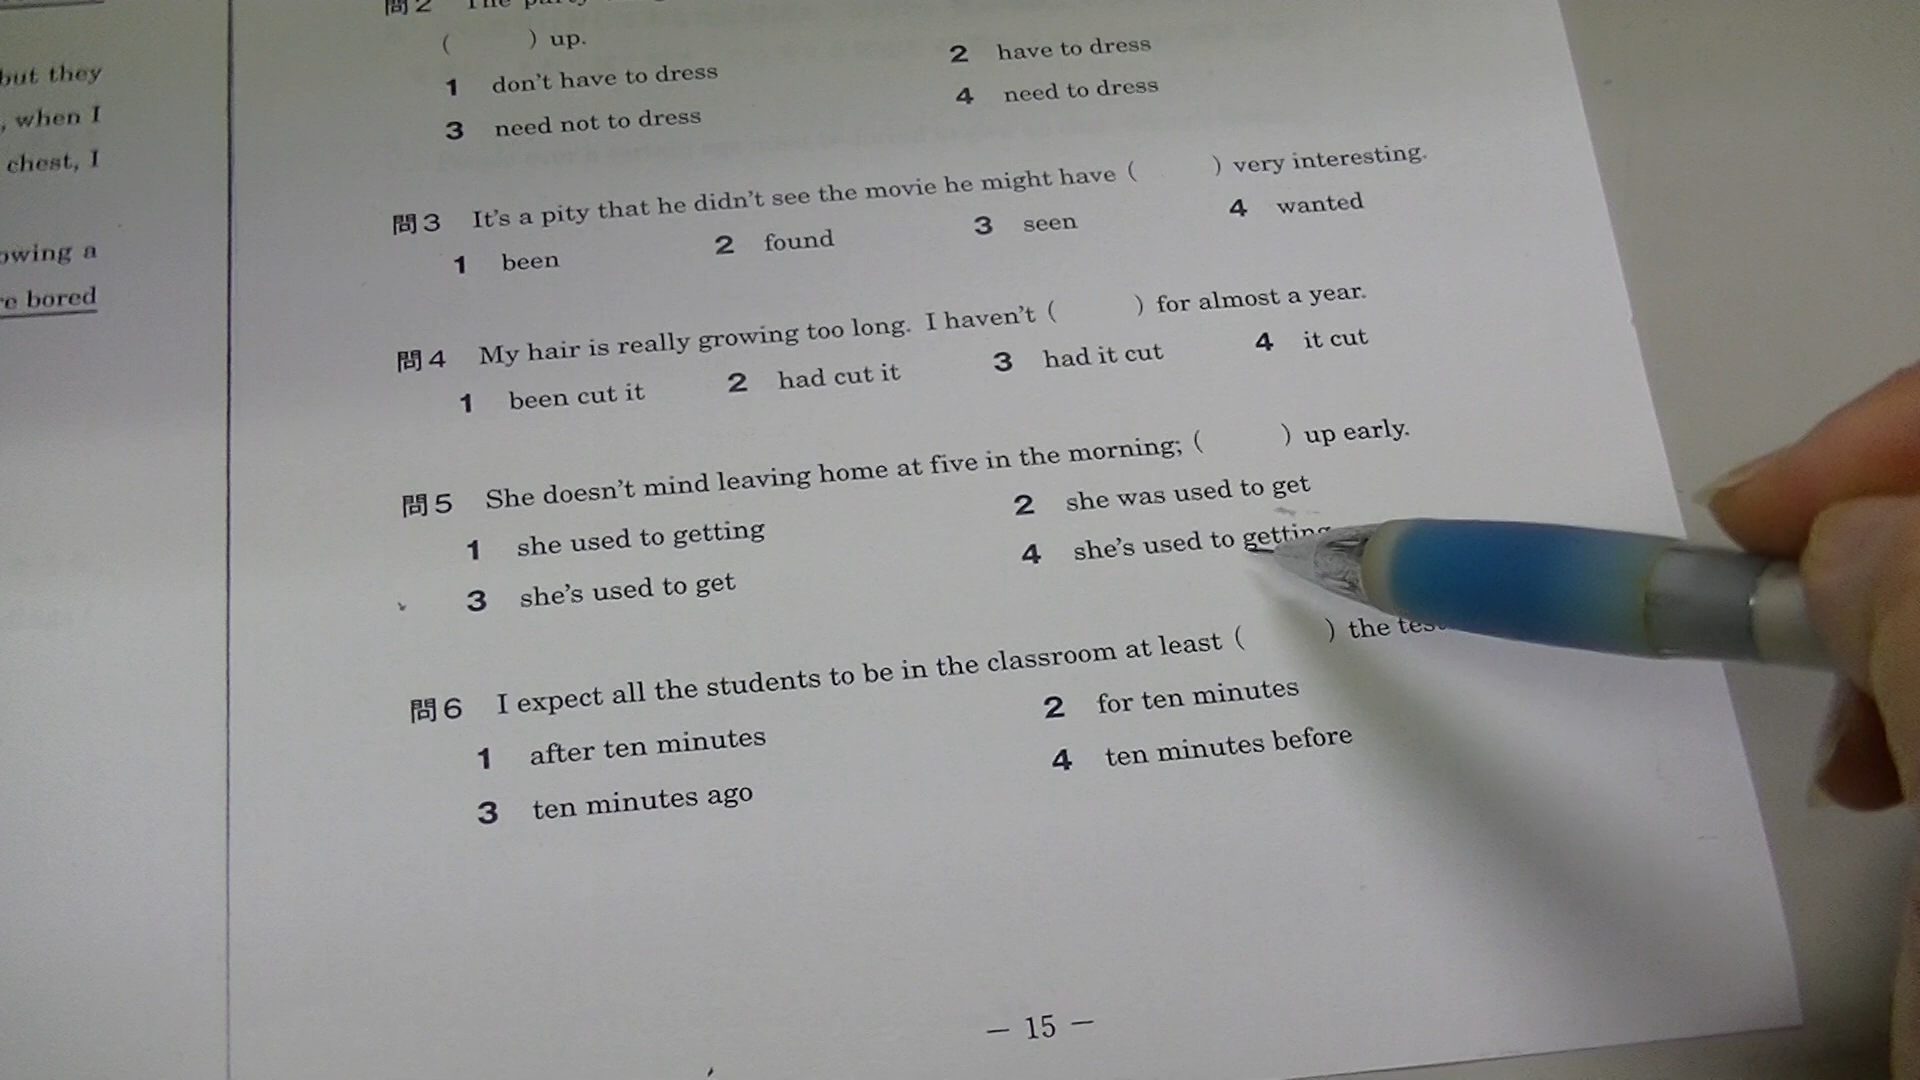 but they
, when I
chest, I
owing a
re bored
問2 The party
( ) up.
1 don't have to dress 2 have to dress
3 need not to dress 4 need to dress
問3 It's a pity that he didn't see the movie he might have ( ) very interesting.
1 been 2 found 3 seen 4 wanted
問4 My hair is really growing too long. I haven't ( ) for almost a year.
1 been cut it 2 had cut it 3 had it cut 4 it cut
問5 She doesn't mind leaving home at five in the morning; ( ) up early.
1 she used to getting 2 she was used to get
3 she's used to get 4 she's used to getting
問6 I expect all the students to be in the classroom at least ( ) the
1 after ten minutes 2 for ten minutes
3 ten minutes ago 4 ten minutes before
— 15 —